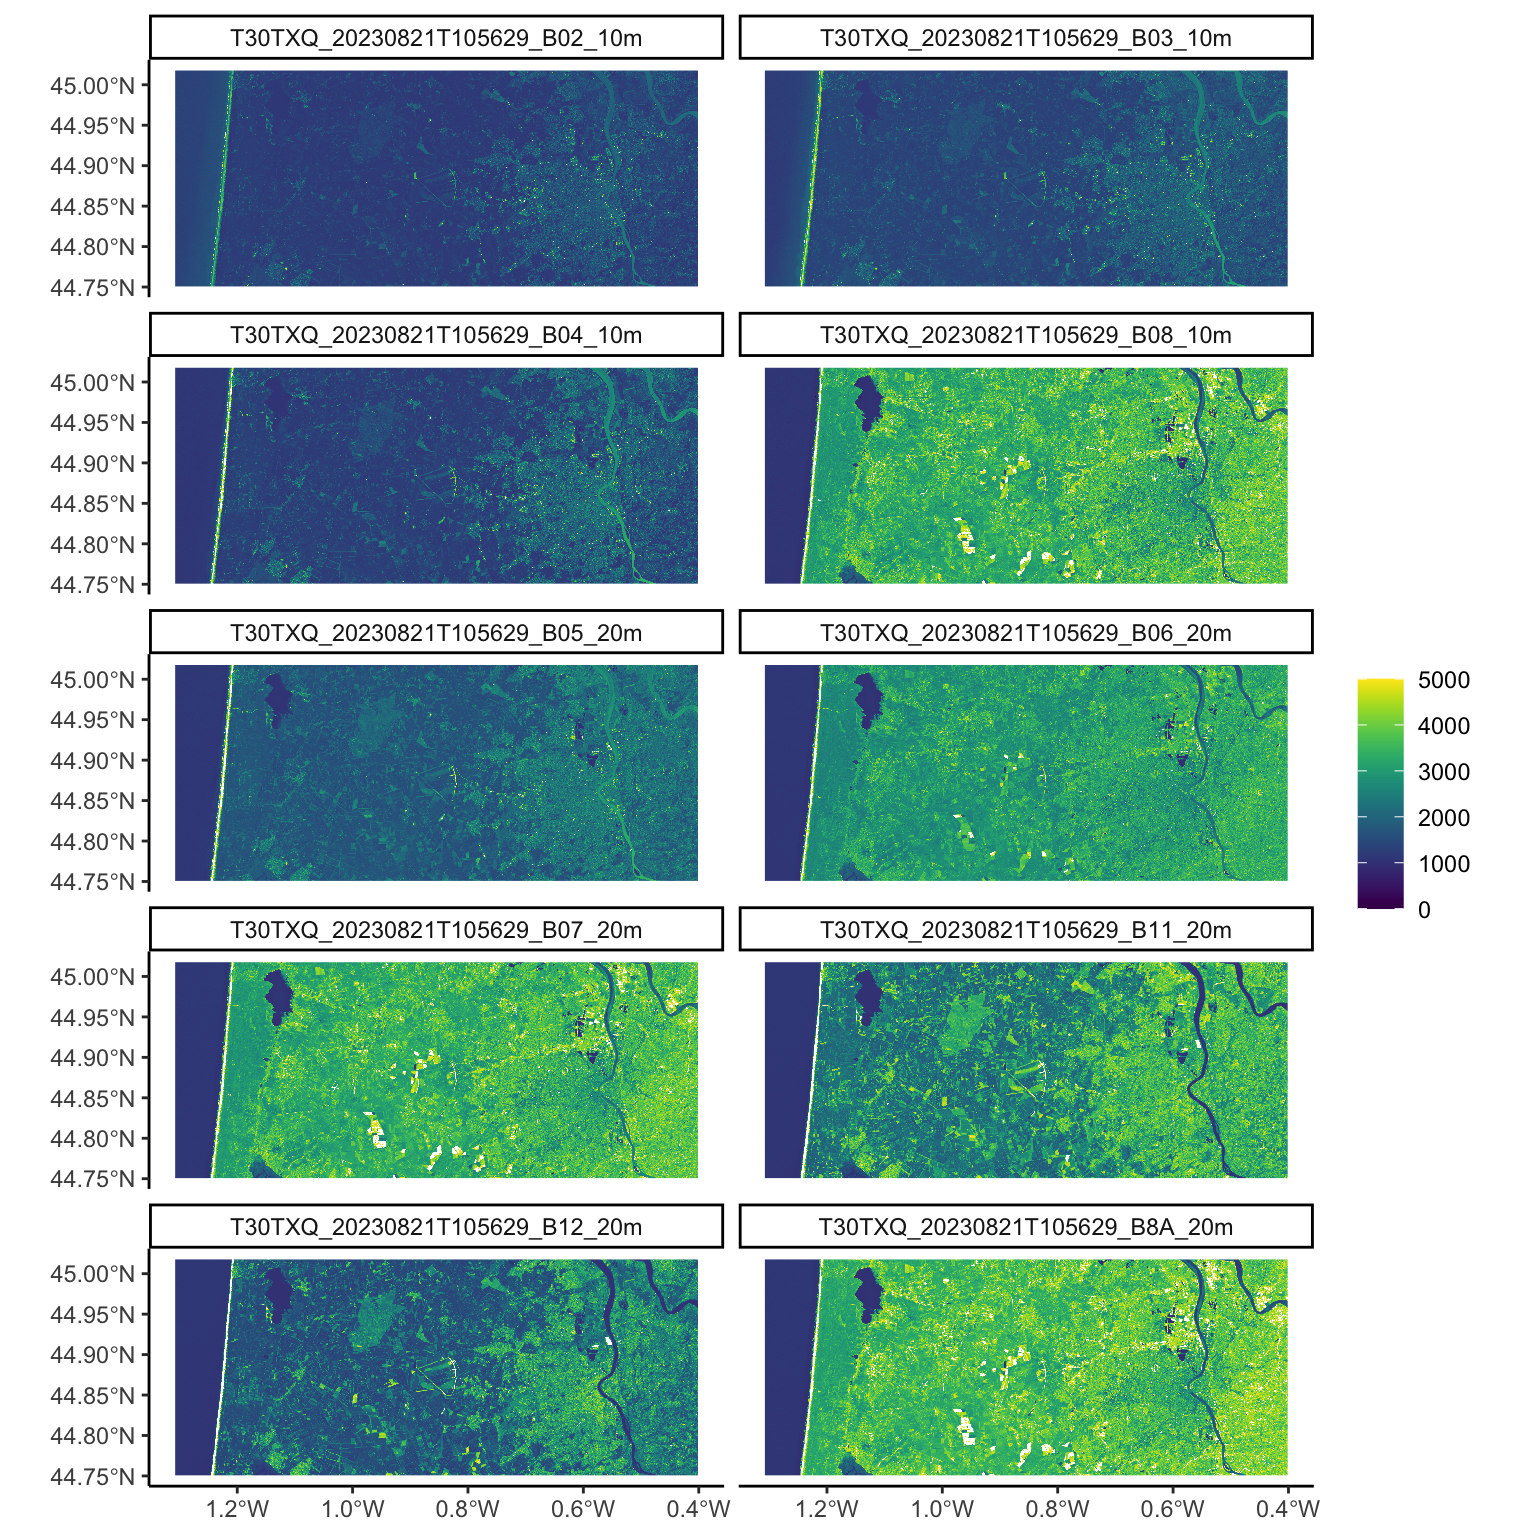 T30TXQ_20230821T105629_B02_10m
T30TXQ_20230821T105629_B03_10m
45.00°N
44.95°N
44.90°N
44.85°N
44.80°N
44.75°N
T30TXQ_20230821T105629_B04_10m
T30TXQ_20230821T105629_B08_10m
45.00°N
44.95°N
44.90°N
44.85°N
44.80°N
44.75°N
T30TXQ_20230821T105629_B05_20m
T30TXQ_20230821T105629_B06_20m
45.00°N
44.95°N
44.90°N
44.85°N
44.80°N
44.75°N
5000
4000
3000
2000
1000
0
T30TXQ_20230821T105629_B07_20m
T30TXQ_20230821T105629_B11_20m
45.00°N
44.95°N
44.90°N
44.85°N
44.80°N
44.75°N
T30TXQ_20230821T105629_B12_20m
T30TXQ_20230821T105629_B8A_20m
45.00°N
44.95°N
44.90°N
44.85°N
44.80°N
44.75°N
1.2°W 1.0°W 0.8°W 0.6°W 0.4°W
1.2°W 1.0°W 0.8°W 0.6°W 0.4°W